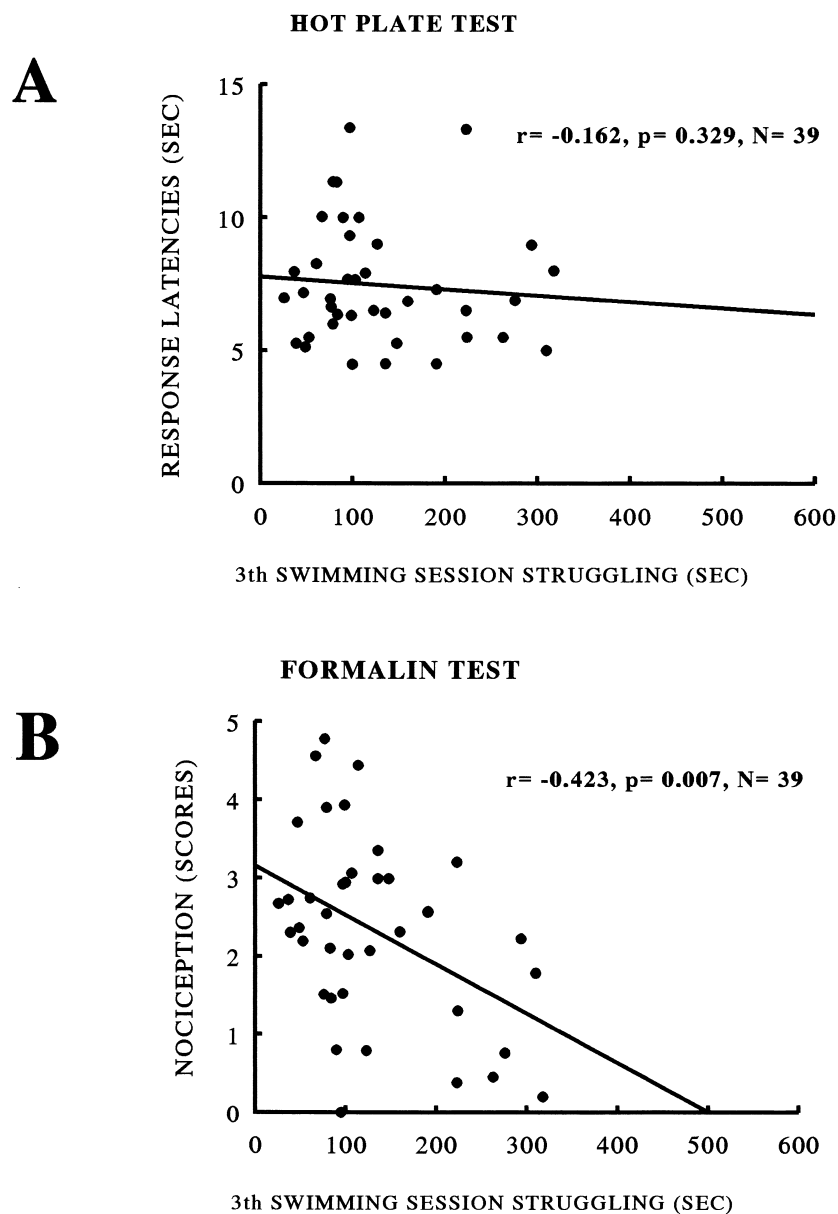 HOT PLATE TEST
A
RESPONSE LATENCIES (SEC)
15
10
5
0
r= -0.162, p= 0.329, N= 39
0 100 200 300 400 500 600
3th SWIMMING SESSION STRUGGLING (SEC)
FORMALIN TEST
B
NOCICEPTION (SCORES)
5
4
3
2
1
0
r= -0.423, p= 0.007, N= 39
0 100 200 300 400 500 600
3th SWIMMING SESSION STRUGGLING (SEC)